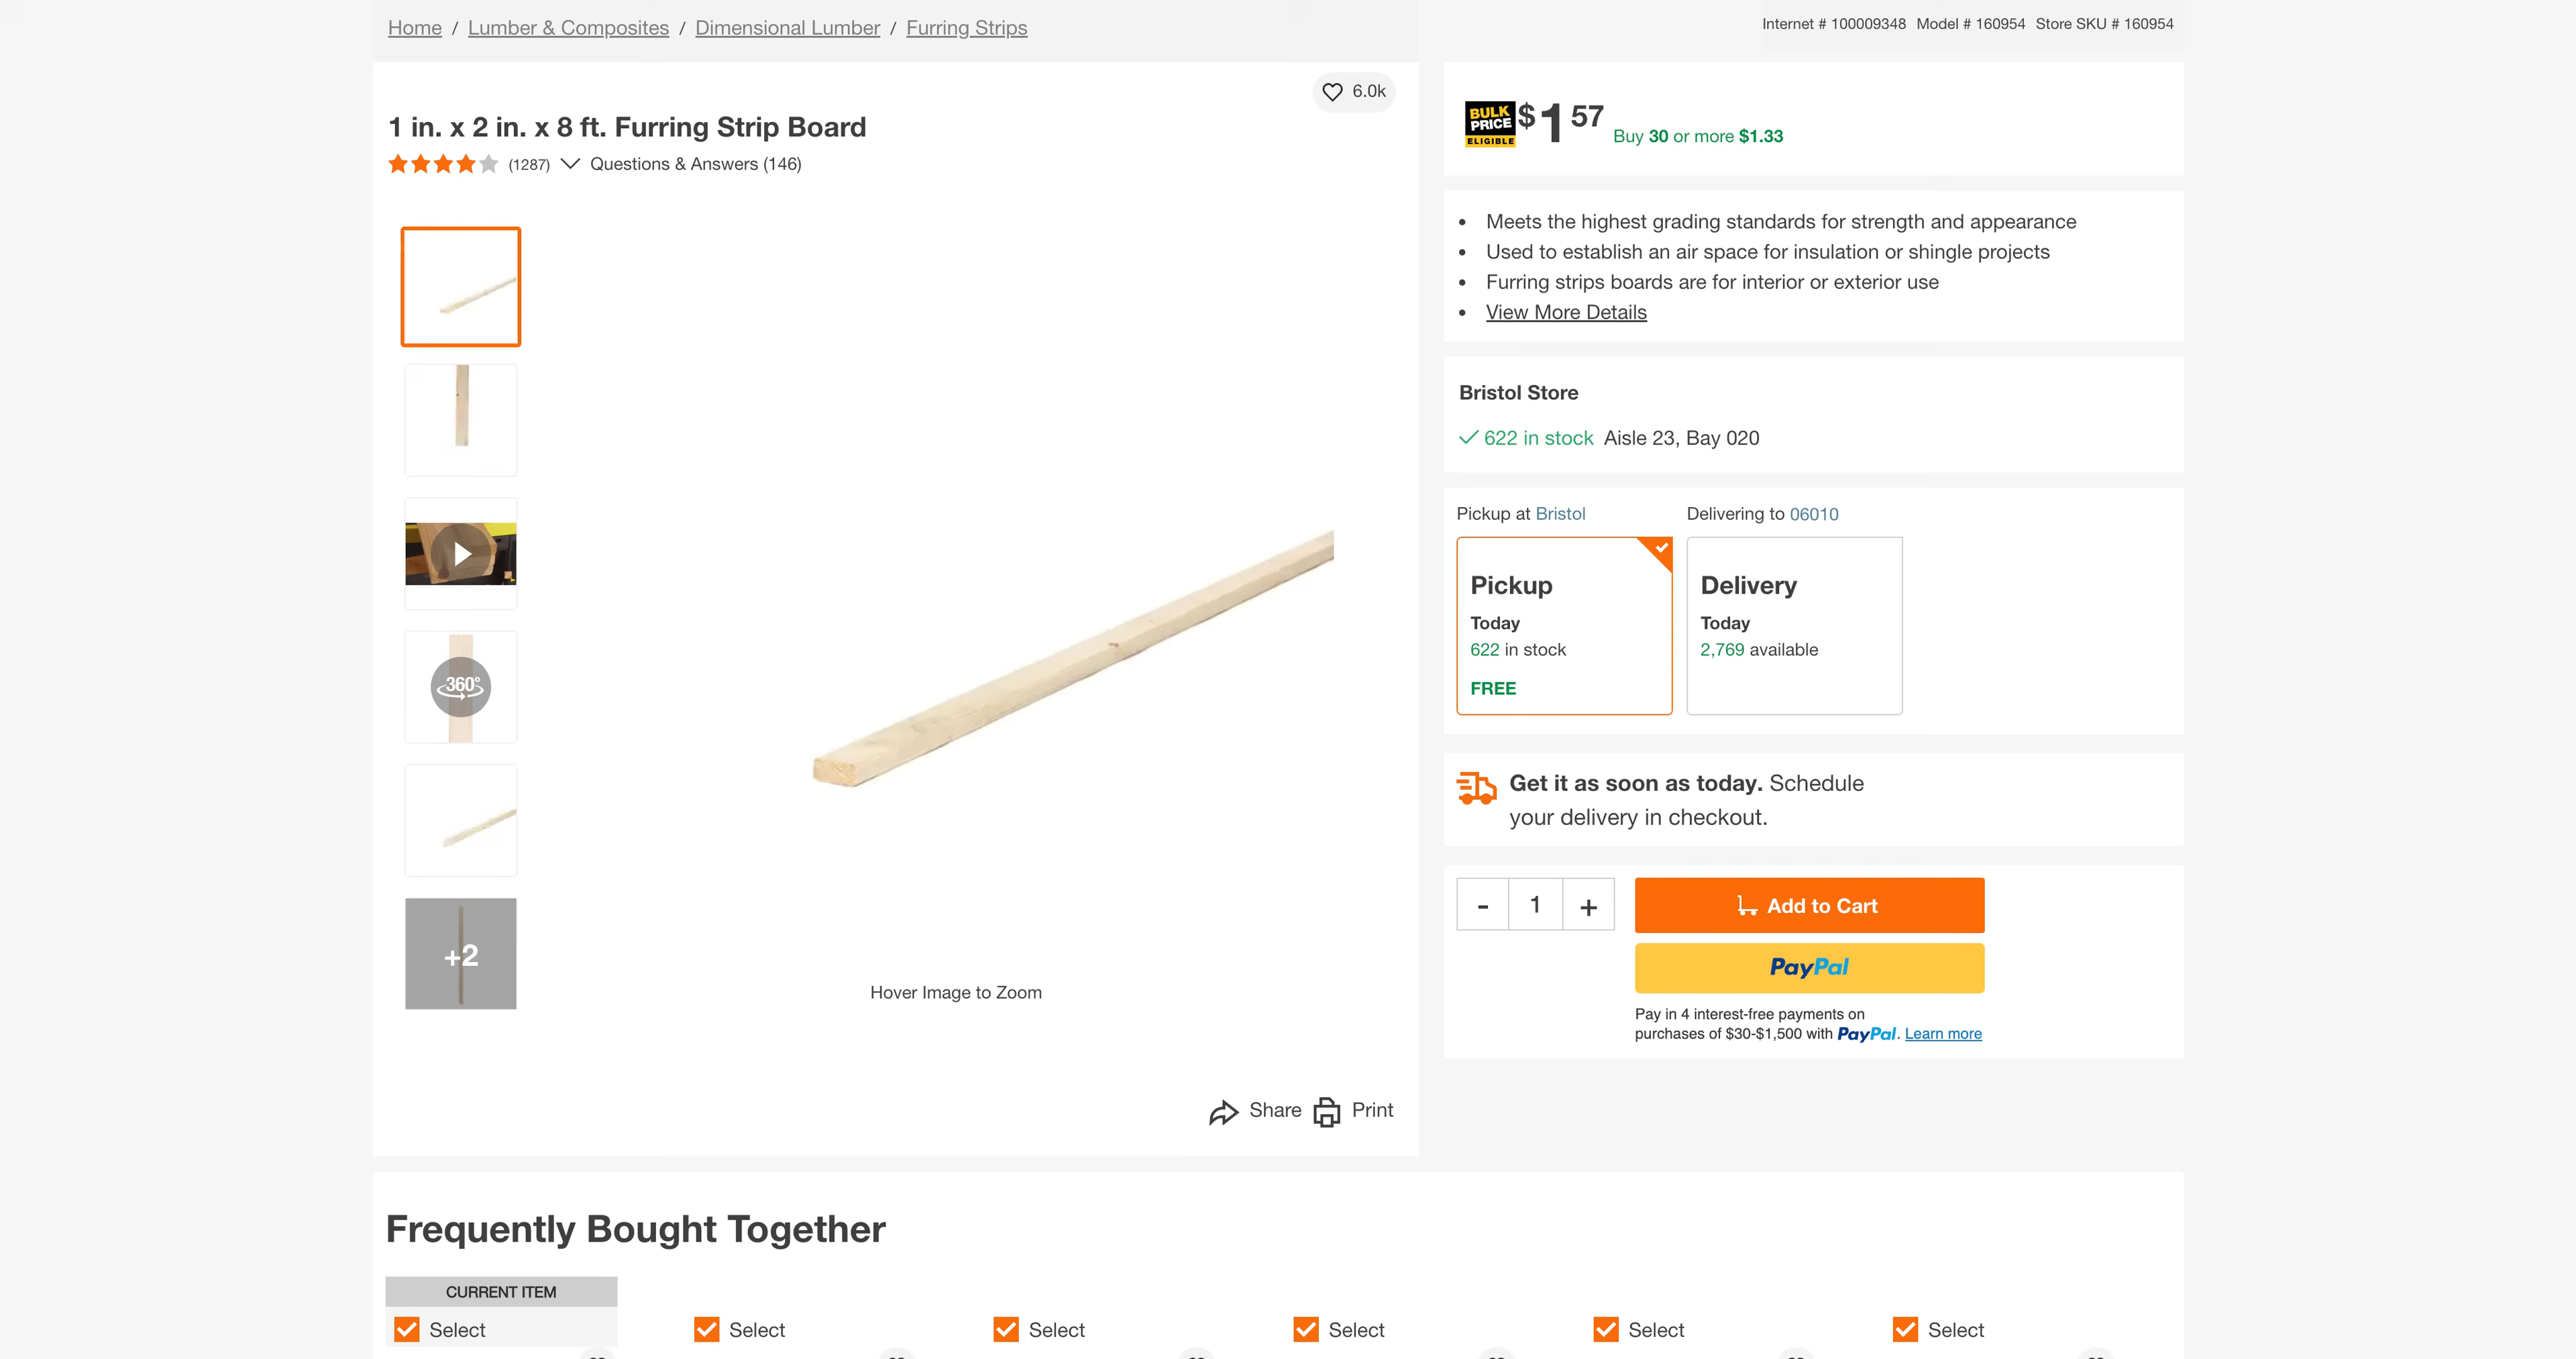 Home / Lumber & Composites / Dimensional Lumber / Furring Strips
Internet # 100009348 Model # 160954 Store SKU # 160954
6.0k
1 in. x 2 in. x 8 ft. Furring Strip Board
(1287) Questions & Answers (146)
360°
+2
Hover Image to Zoom
Share Print
BULK PRICE ELIGIBLE
$1 57
Buy 30 or more $1.33
• Meets the highest grading standards for strength and appearance
• Used to establish an air space for insulation or shingle projects
• Furring strips boards are for interior or exterior use
• View More Details
Bristol Store
622 in stock Aisle 23, Bay 020
Pickup at Bristol
Delivering to 06010
Pickup
Today
622 in stock
FREE
Delivery
Today
2,769 available
Get it as soon as today. Schedule
your delivery in checkout.
- 1 +
Add to Cart
PayPal
Pay in 4 interest-free payments on
purchases of $30-$1,500 with PayPal. Learn more
Frequently Bought Together
CURRENT ITEM
Select Select Select Select Select Select